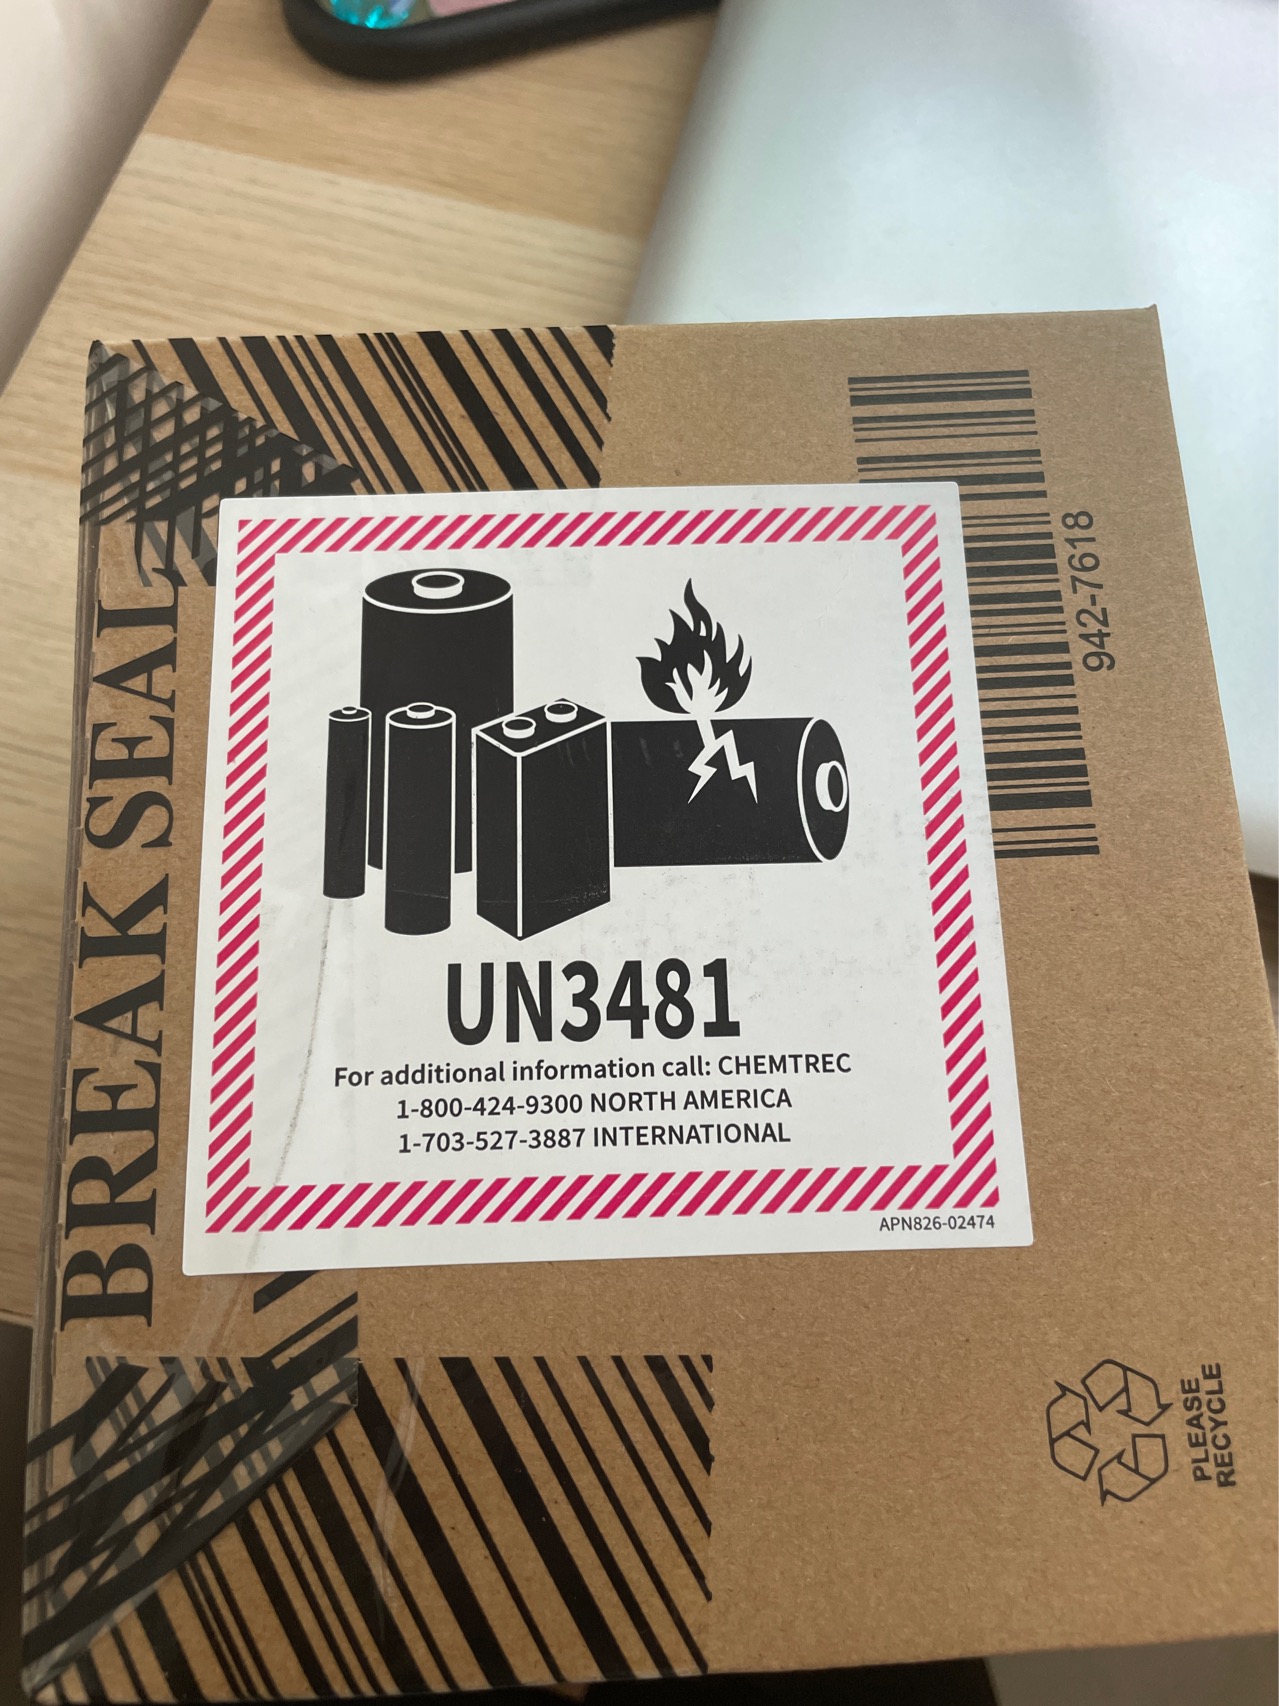 BREAK SEAL
942-7618
UN3481
For additional information call: CHEMTREC
1-800-424-9300 NORTH AMERICA
1-703-527-3887 INTERNATIONAL
APN826-02474
PLEASE
RECYCLE